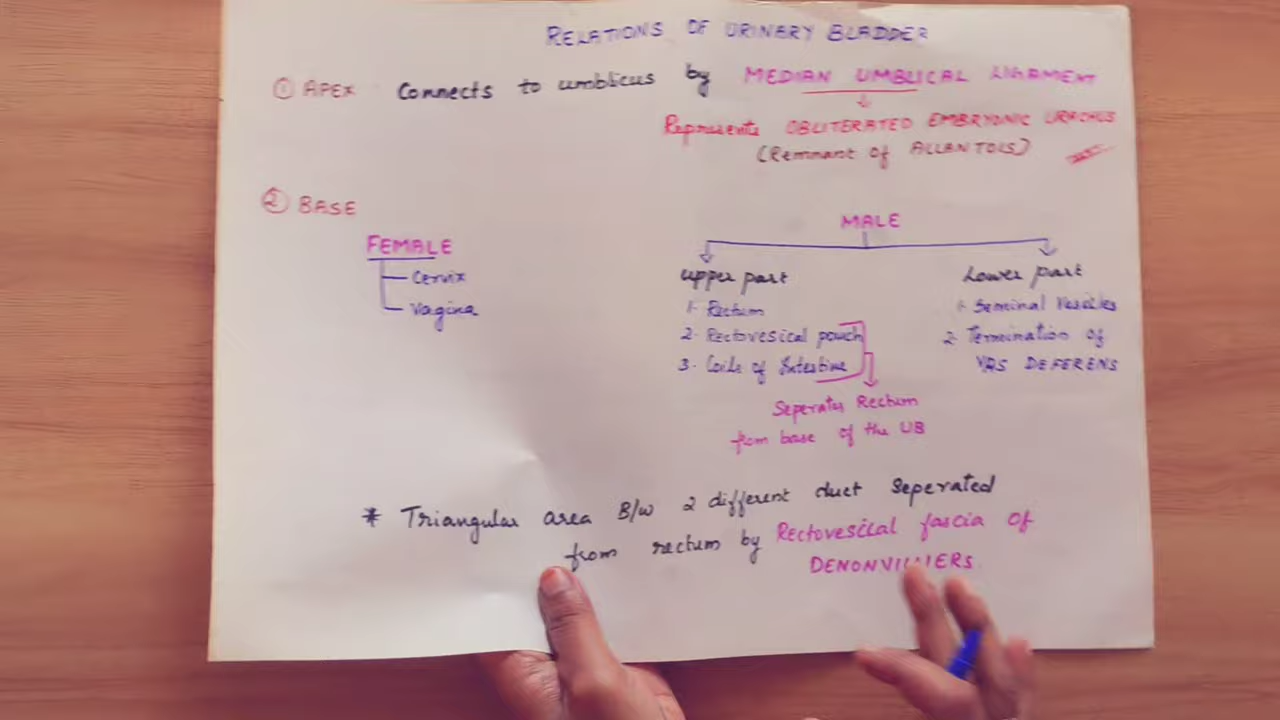 RELATIONS OF URINARY BLADDER
① APEX Connects to umblicus by MEDIAN UMBLICAL LIGAMENT
Represents OBLITERATED EMBRYONIC URACHUS
(Remnant of ALLANTOIS)
② BASE
FEMALE
Cervix
Vagina
MALE
upper part
1. Rectum
2. Rectovesical pouch
3. Coils of Intestine
Seperates Rectum
from base of the UB
Lower part
1. Seminal Vesicles
2. Termination of
VAS DEFERENS
* Triangular area B/w 2 different duct Seperated
from rectum by Rectovesical fascia of
DENONVILLIERS